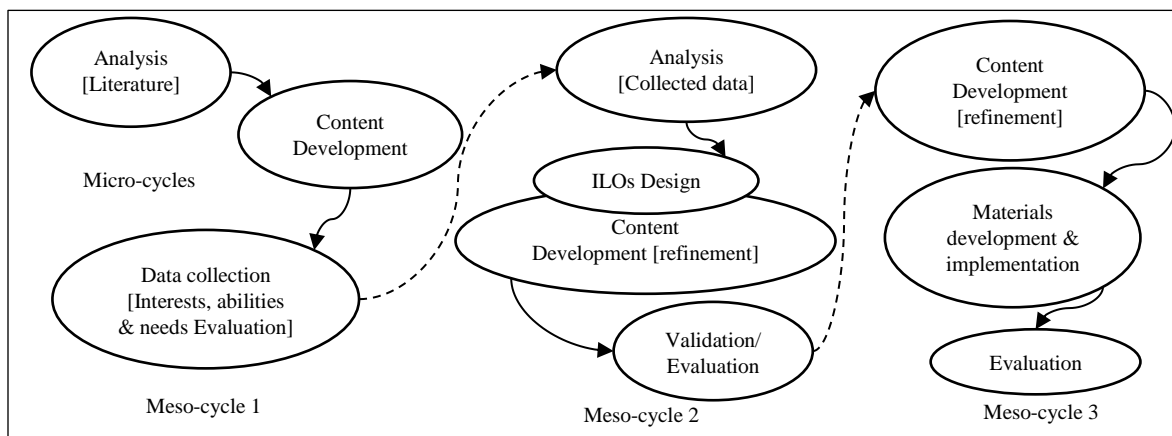 Analysis
[Literature]
Content
Development
Micro-cycles
Data collection
[Interests, abilities
& needs Evaluation]
Meso-cycle 1
Analysis
[Collected data]
ILOs Design
Content
Development [refinement]
Validation/
Evaluation
Meso-cycle 2
Content
Development
[refinement]
Materials
development &
implementation
Evaluation
Meso-cycle 3